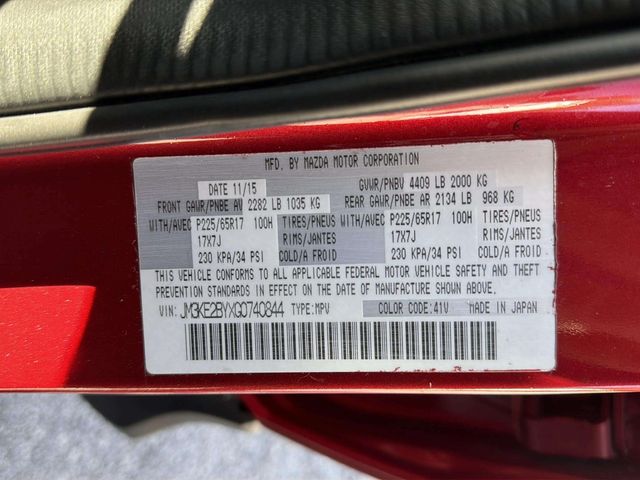 MFD. BY MAZDA MOTOR CORPORATION
DATE 11/15 GVWR/PNBV 4409 LB 2000 KG
FRONT GAWR/PNBE AV 2282 LB 1035 KG REAR GAWR/PNBE AR 2134 LB 968 KG
WITH/AVEC P225/65R17 100H TIRES/PNEUS WITH/AVEC P225/65R17 100H TIRES/PNEUS
17X7J RIMS/JANTES 17X7J RIMS/JANTES
230 KPA/34 PSI COLD/A FROID 230 KPA/34 PSI COLD/A FROID
THIS VEHICLE CONFORMS TO ALL APPLICABLE FEDERAL MOTOR VEHICLE SAFETY AND THEFT
PREVENTION STANDARDS IN EFFECT ON THE DATE OF MANUFACTURE SHOWN ABOVE.
VIN: JM3KE2BYXG0740844 TYPE:MPV COLOR CODE:41V MADE IN JAPAN